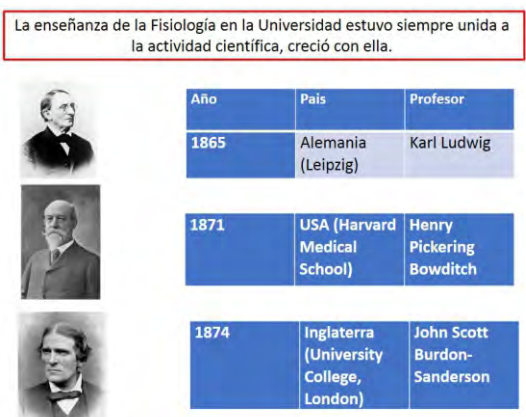 La enseñanza de la Fisiología en la Universidad estuvo siempre unida a
la actividad científica, creció con ella.
Año Pais Profesor
1865 Alemania Karl Ludwig
(Leipzig)
1871 USA (Harvard Henry
Medical Pickering
School) Bowditch
1874 Inglaterra John Scott
(University Burdon-
College, Sanderson
London)